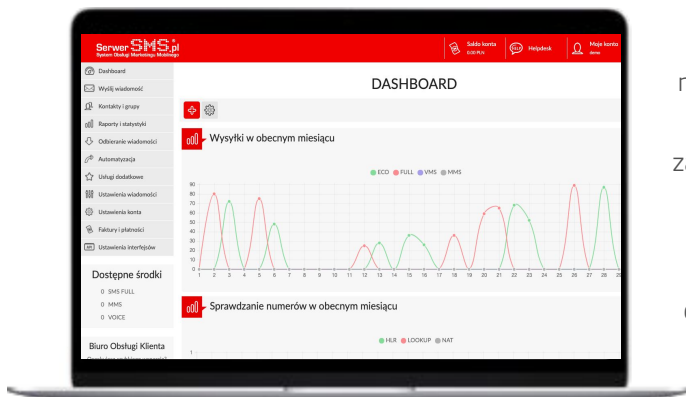 Serwer SMS.pl
System Obsługi Marketingu Mobilnego
Saldo konta
0.00 PLN
Helpdesk
Moje konto
demo
Dashboard
Wyślij wiadomość
Kontakty i grupy
Raporty i statystyki
Odbieranie wiadomości
Automatyzacja
Usługi dodatkowe
Ustawienia wiadomości
Ustawienia konta
Faktury i płatności
API
Ustawienia interfejsów
Dostępne środki
0 SMS FULL
0 MMS
0 VOICE
Biuro Obsługi Klienta
DASHBOARD
Wysyłki w obecnym miesiącu
ECO FULL VMS MMS
90
80
70
60
50
40
30
20
10
0
1 2 3 4 5 6 7 8 9 10 11 12 13 14 15 16 17 18 19 20 21 22 23 24 25 26 27 28 29
Sprawdzanie numerów w obecnym miesiącu
HLR LOOKUP NAT
1